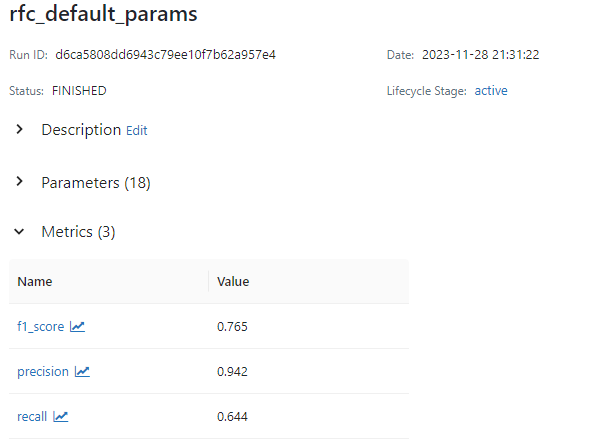 rfc_default_params
Run ID: d6ca5808dd6943c79ee10f7b62a957e4 Date: 2023-11-28 21:31:22
Status: FINISHED Lifecycle Stage: active
Description Edit
Parameters (18)
Metrics (3)
Name Value
f1_score 0.765
precision 0.942
recall 0.644